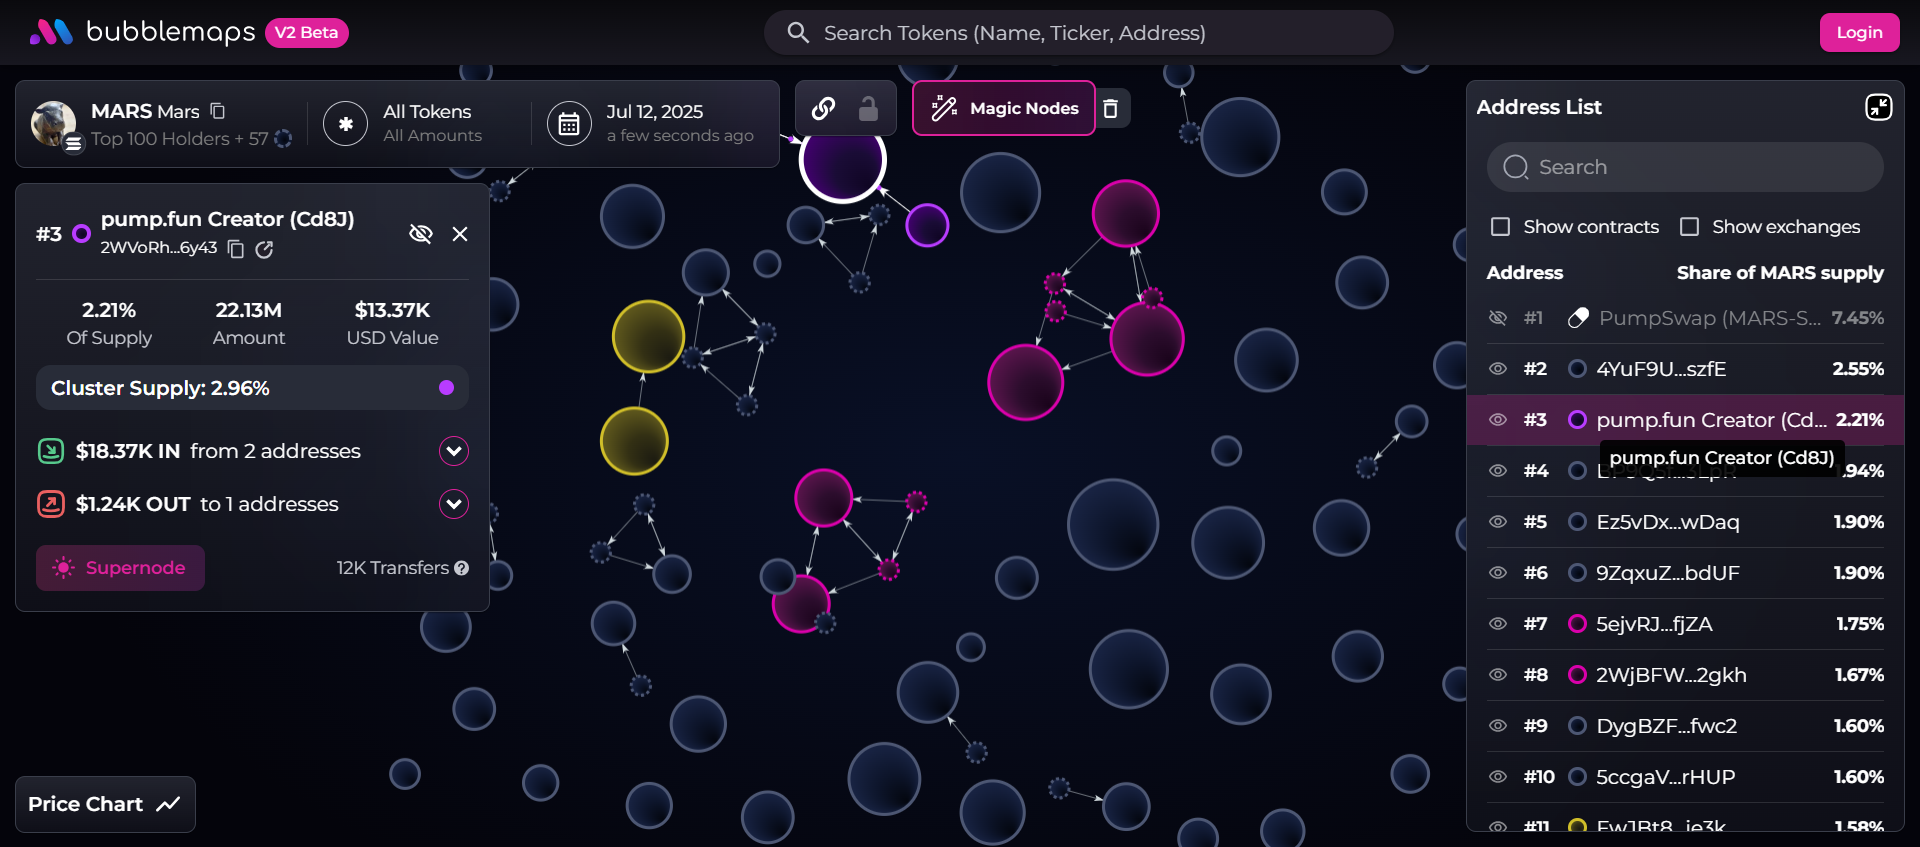 bubblemaps V2 Beta
Search Tokens (Name, Ticker, Address)
Login
MARS Mars
Top 100 Holders + 57
All Tokens
All Amounts
Jul 12, 2025
a few seconds ago
Magic Nodes
#3 pump.fun Creator (Cd8J)
2WVoRh...6y43
2.21% 22.13M $13.37K
Of Supply Amount USD Value
Cluster Supply: 2.96%
$18.37K IN from 2 addresses
$1.24K OUT to 1 addresses
Supernode 12K Transfers
Price Chart
Address List
Search
Show contracts Show exchanges
Address Share of MARS supply
#1 PumpSwap (MARS-S... 7.45%
#2 4YuF9U...szfE 2.55%
#3 pump.fun Creator (Cd... 2.21%
pump.fun Creator (Cd8J)
#4 1.94%
#5 Ez5vDx...wDaq 1.90%
#6 9ZqxuZ...bdUF 1.90%
#7 5ejvRJ...fjZA 1.75%
#8 2WjBFW...2gkh 1.67%
#9 DygBZF...fwc2 1.60%
#10 5ccgaV...rHUP 1.60%
#11 1.58%